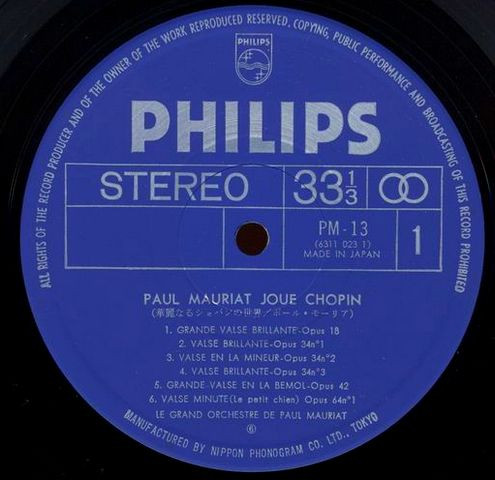 ALL RIGHTS OF THE RECORD PRODUCER AND OF THE OWNER OF THE WORK REPRODUCED RESERVED. COPYING, PUBLIC PERFORMANCE AND BROADCASTING OF THIS RECORD PROHIBITED
PHILIPS
PHILIPS
STEREO 33 1/3
PM-13
(6311 023 1)
MADE IN JAPAN
1
PAUL MAURIAT JOUE CHOPIN
(華麗なるショパンの世界/ポール・モーリア)
1. GRANDE VALSE BRILLANTE-Opus 18
2. VALSE BRILLANTE-Opus 34n°1
3. VALSE EN LA MINEUR-Opus 34n°2
4. VALSE BRILLANTE-Opus 34n°3
5. GRANDE VALSE EN LA BEMOL-Opus 42
6. VALSE MINUTE(Le petit chien) Opus 64n°1
LE GRAND ORCHESTRE DE PAUL MAURIAT
⑥
MANUFACTURED BY NIPPON PHONOGRAM CO. LTD., TOKYO